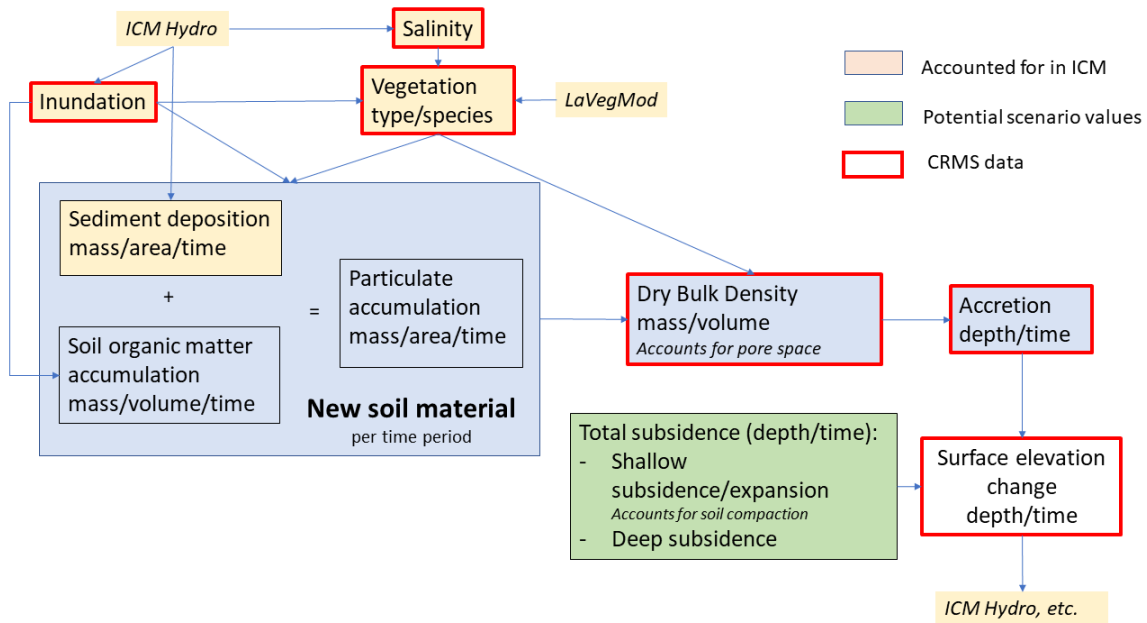 ICM Hydro
Salinity
Inundation
Vegetation
type/species
LaVegMod
Accounted for in ICM
Potential scenario values
CRMS data
Sediment deposition
mass/area/time
+
Soil organic matter
accumulation
mass/volume/time
=
Particulate
accumulation
mass/area/time
New soil material
per time period
Dry Bulk Density
mass/volume
Accounts for pore space
Accretion
depth/time
Total subsidence (depth/time):
- Shallow
subsidence/expansion
Accounts for soil compaction
- Deep subsidence
Surface elevation
change
depth/time
ICM Hydro, etc.